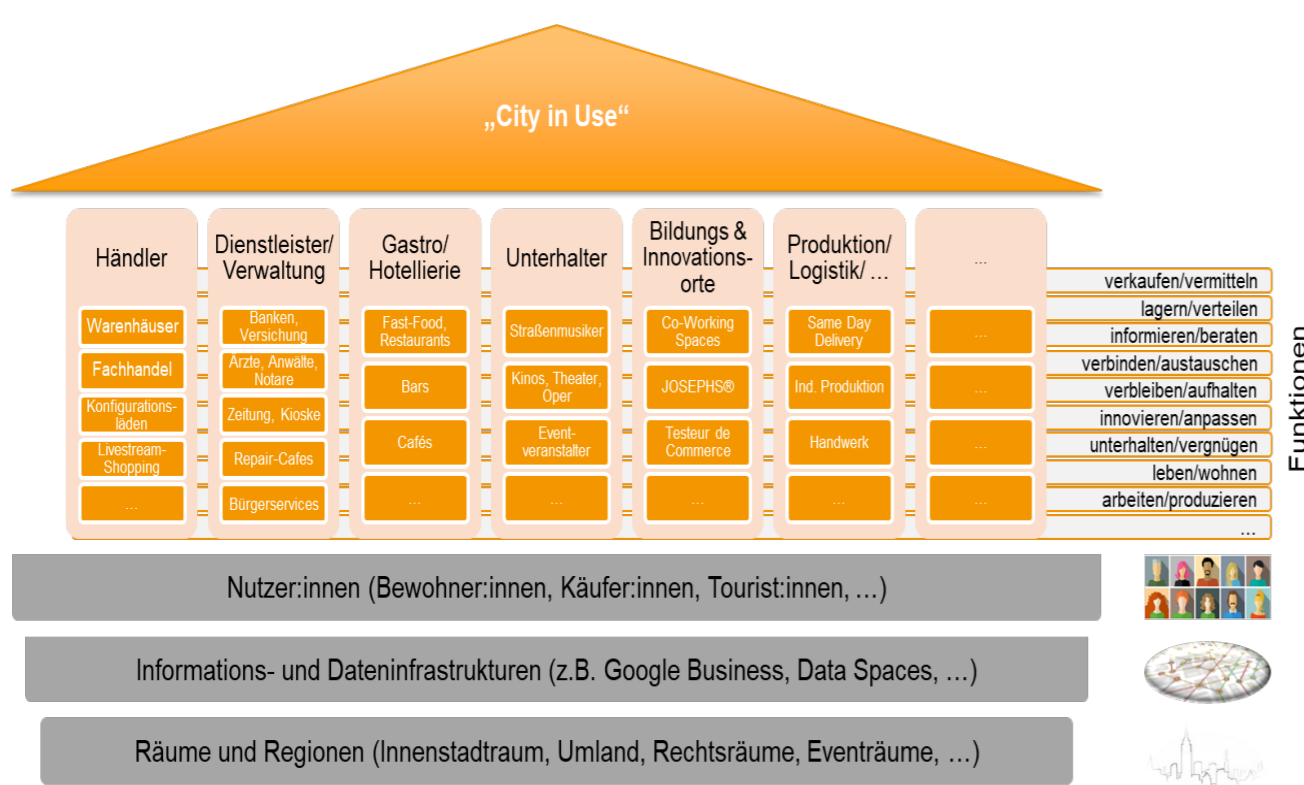 „City in Use“
Händler
Dienstleister/
Verwaltung
Gastro/
Hotellierie
Unterhalter
Bildungs &
Innovations-
orte
Produktion/
Logistik/ …
…
Warenhäuser
Fachhandel
Konfigurations-
läden
Livestream-
Shopping
…
Banken,
Versichung
Ärzte, Anwälte,
Notare
Zeitung, Kioske
Repair-Cafes
Bürgerservices
Fast-Food,
Restaurants
Bars
Cafés
…
Straßenmusiker
Kinos, Theater,
Oper
Event-
veranstalter
…
Co-Working
Spaces
JOSEPHS®
Testeur de
Commerce
…
Same Day
Delivery
Ind. Produktion
Handwerk
…
…
…
…
…
verkaufen/vermitteln
lagern/verteilen
informieren/beraten
verbinden/austauschen
verbleiben/aufhalten
innovieren/anpassen
unterhalten/vergnügen
leben/wohnen
arbeiten/produzieren
…
Funktionen
Nutzer:innen (Bewohner:innen, Käufer:innen, Tourist:innen, …)
Informations- und Dateninfrastrukturen (z.B. Google Business, Data Spaces, …)
Räume und Regionen (Innenstadtraum, Umland, Rechtsräume, Eventräume, …)